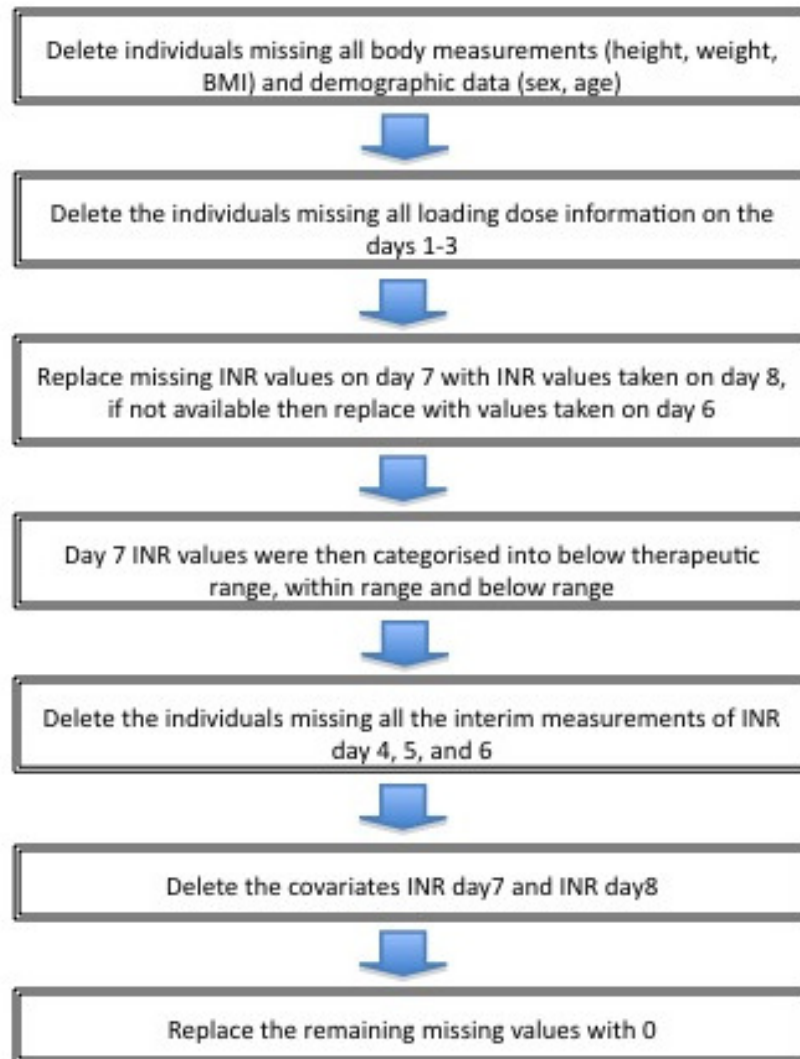 Delete individuals missing all body measurements (height, weight,
BMI) and demographic data (sex, age)
Delete the individuals missing all loading dose information on the
days 1-3
Replace missing INR values on day 7 with INR values taken on day 8,
if not available then replace with values taken on day 6
Day 7 INR values were then categorised into below therapeutic
range, within range and below range
Delete the individuals missing all the interim measurements of INR
day 4, 5, and 6
Delete the covariates INR day7 and INR day8
Replace the remaining missing values with 0